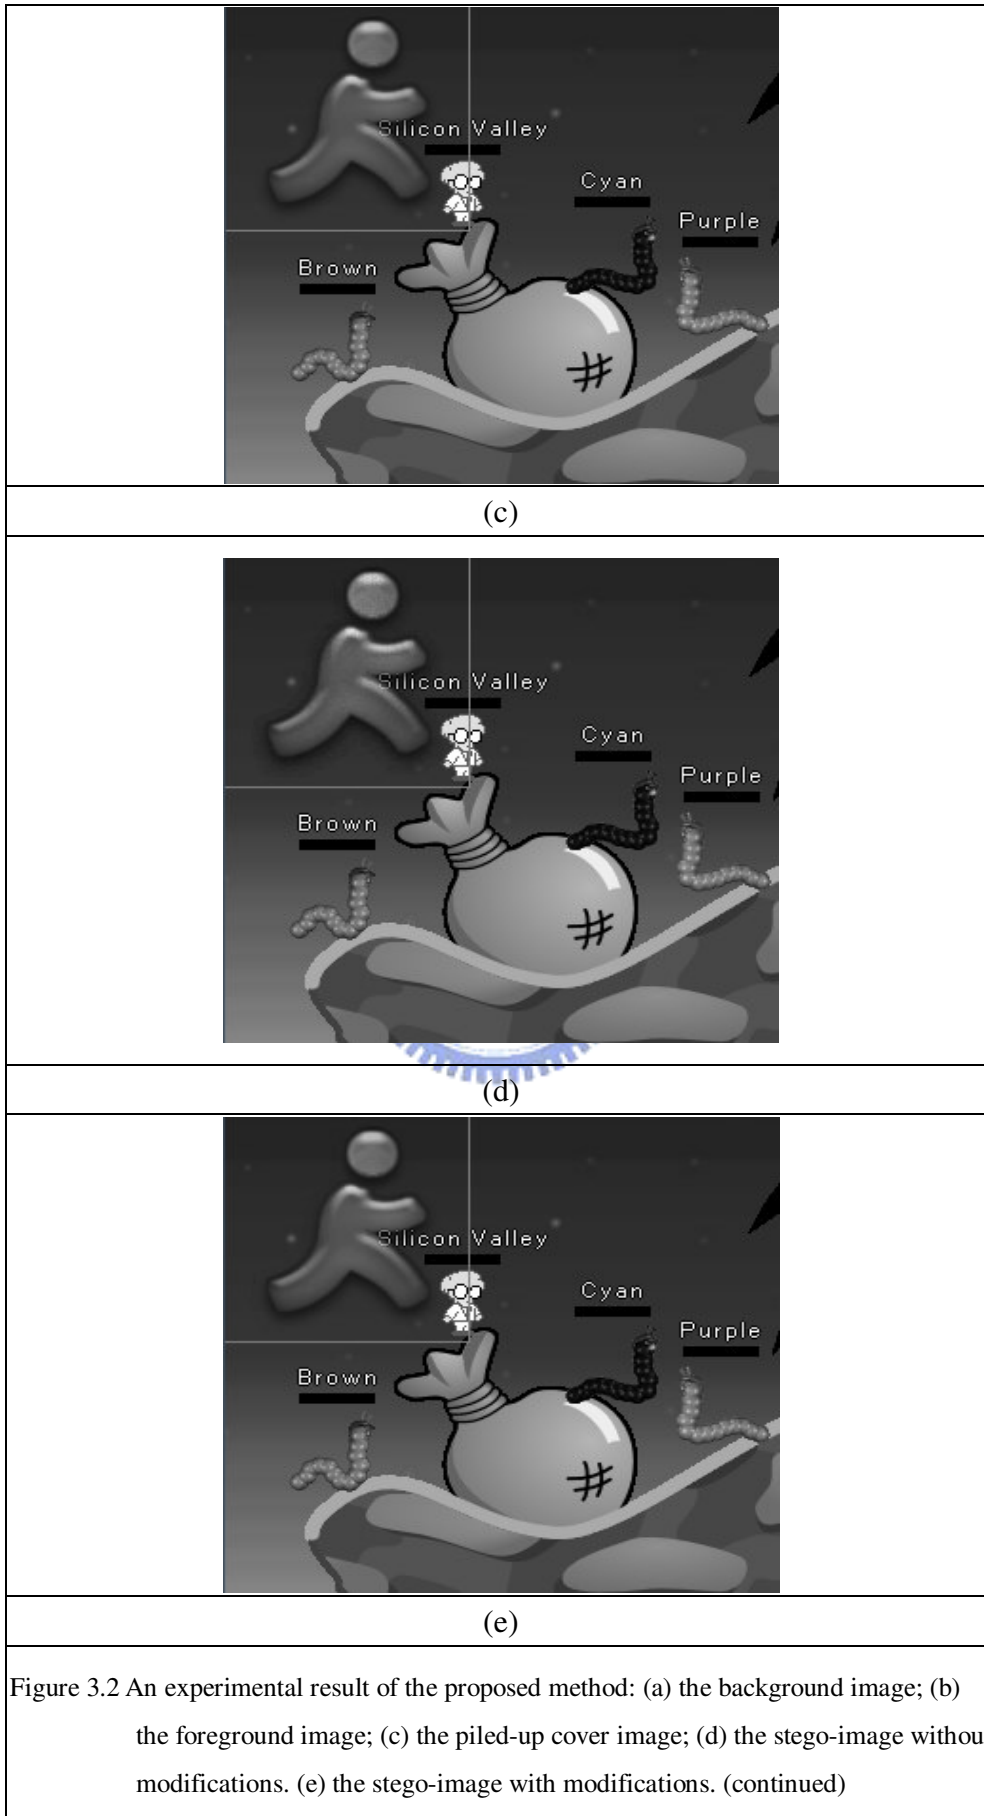 Silicon Valley
Cyan
Purple
Brown
(c)
Silicon Valley
Cyan
Purple
Brown
(d)
Silicon Valley
Cyan
Purple
Brown
(e)
Figure 3.2 An experimental result of the proposed method: (a) the background image; (b)
the foreground image; (c) the piled-up cover image; (d) the stego-image withou
modifications. (e) the stego-image with modifications. (continued)